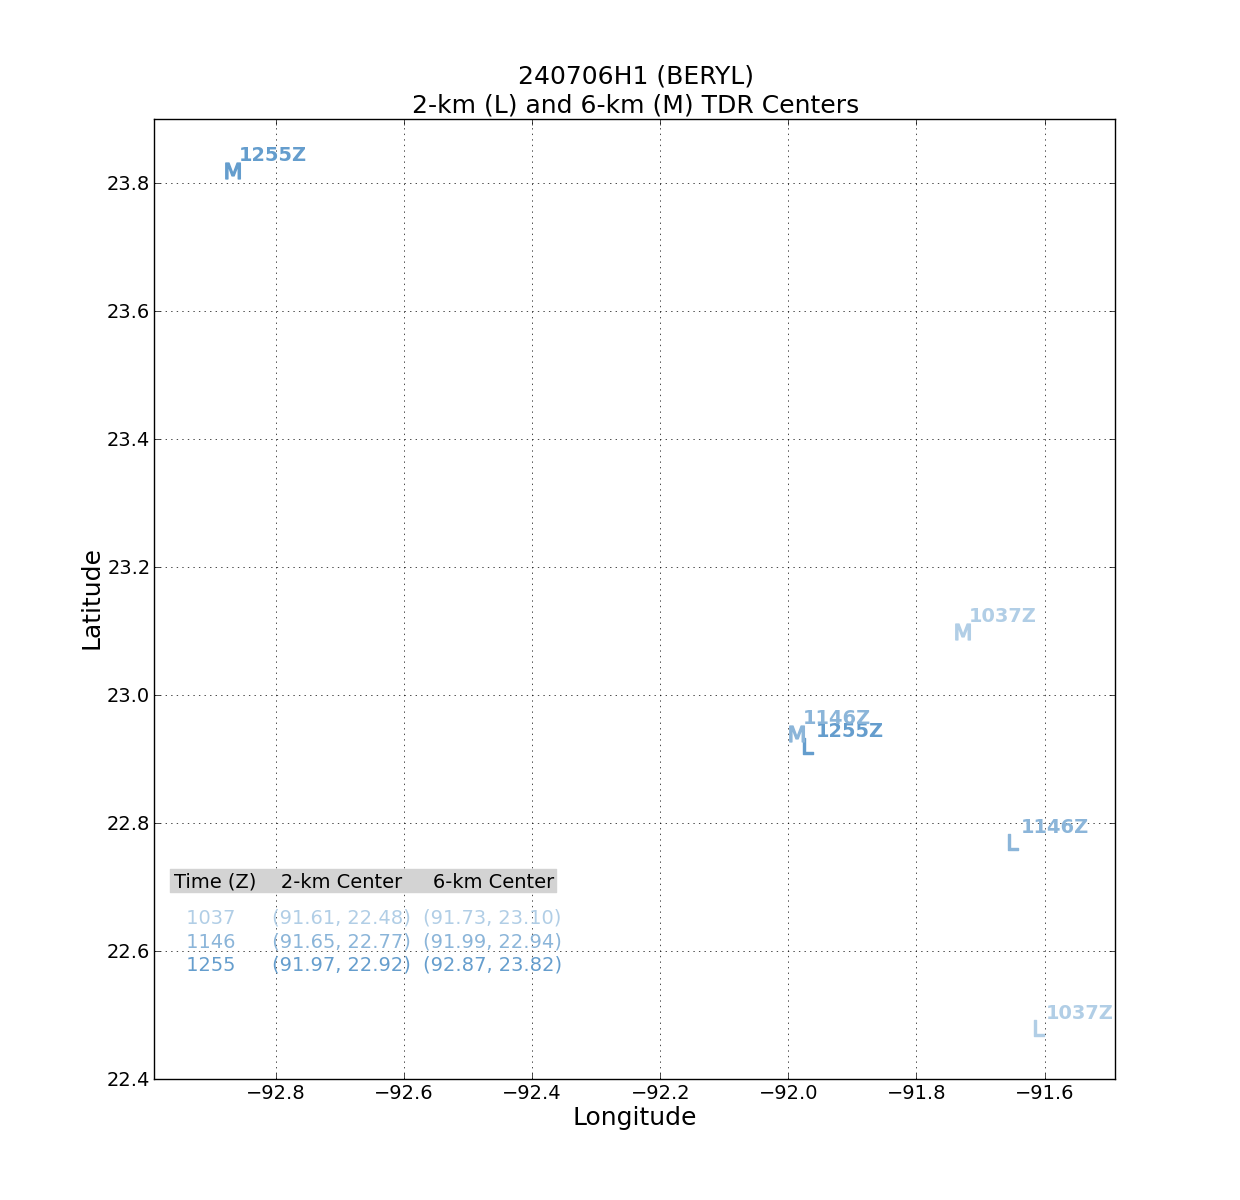 240706H1 (BERYL)
2-km (L) and 6-km (M) TDR Centers
1255Z
M
23.8
23.6
23.4
23.2
1037Z
M
23.0
1146Z
M
1255Z
L
22.8
1146Z
L
Time (Z) 2-km Center 6-km Center
1037 (91.61, 22.48) (91.73, 23.10)
1146 (91.65, 22.77) (91.99, 22.94)
22.6
1255 (91.97, 22.92) (92.87, 23.82)
1037Z
L
22.4
−92.8 −92.6 −92.4 −92.2 −92.0 −91.8 −91.6
Longitude
Latitude